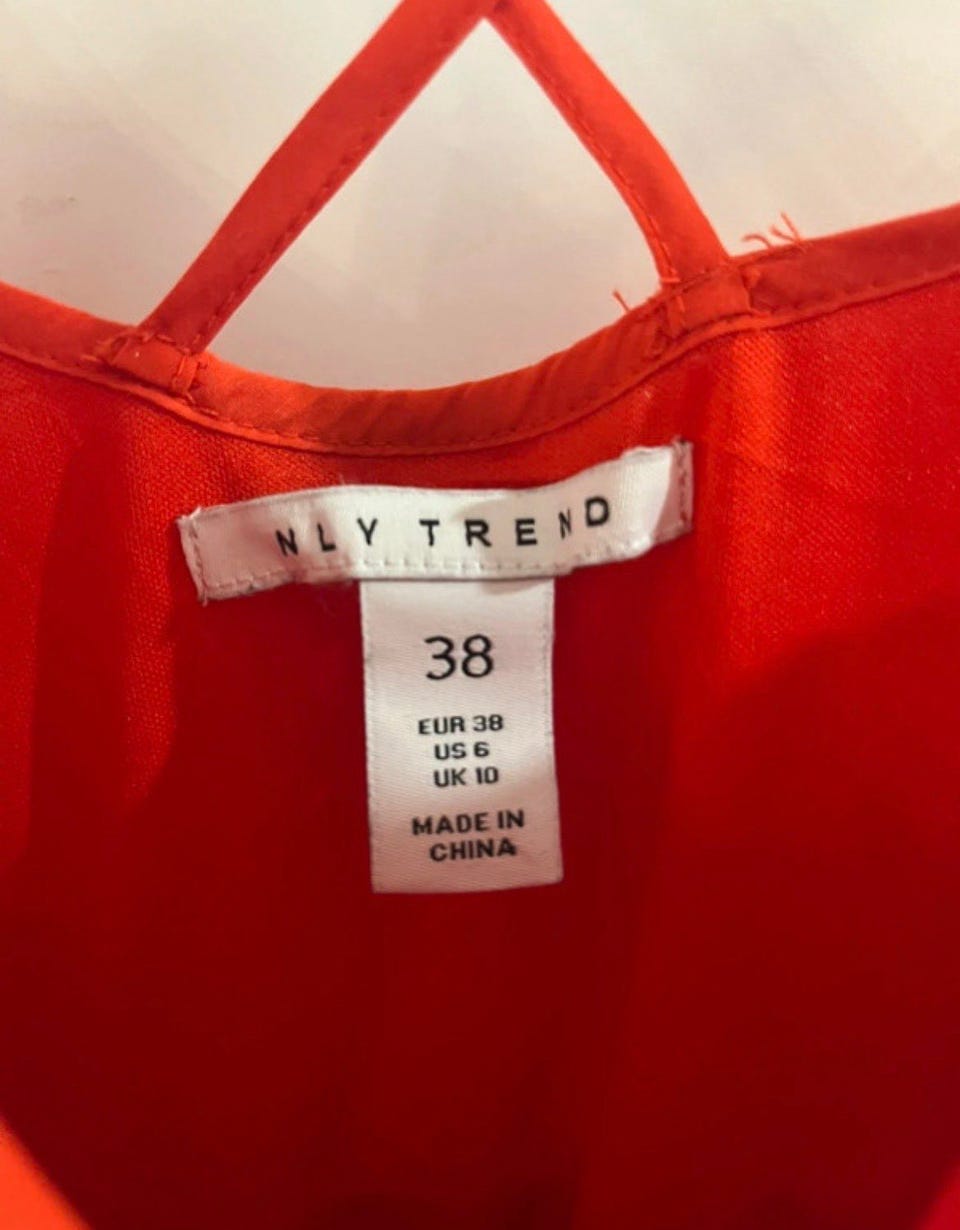 NLY TREND
38
EUR 38
US 6
UK 10
MADE IN
CHINA